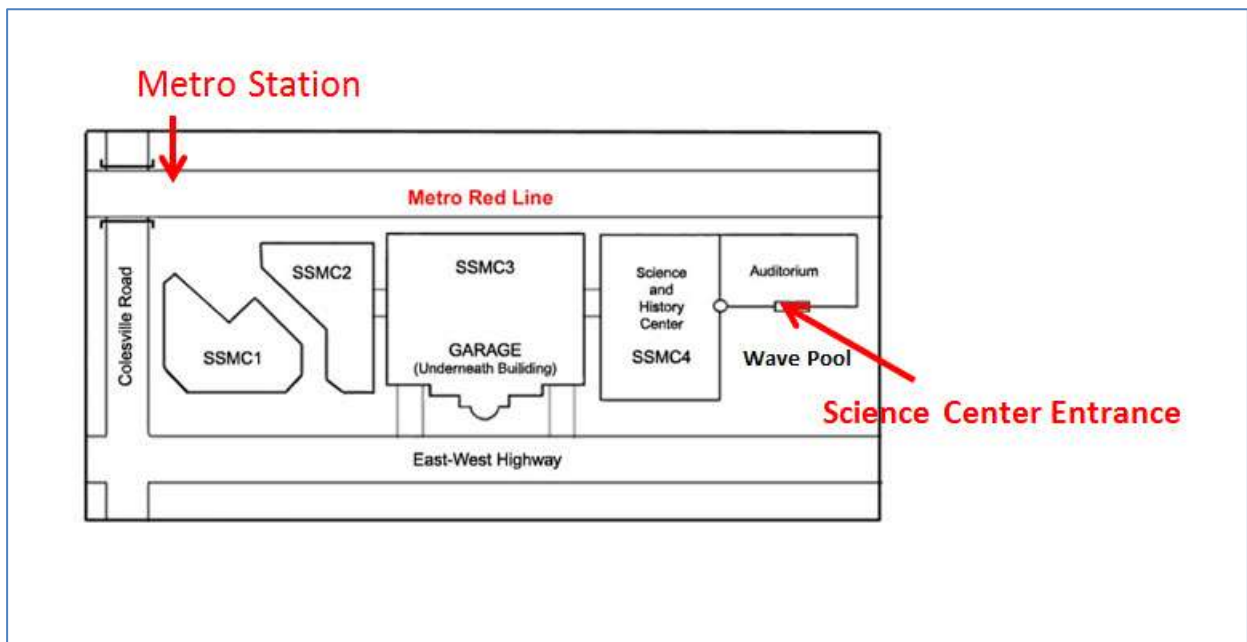 Metro Station
Metro Red Line
Colesville Road
SSMC1
SSMC2
SSMC3
GARAGE
(Underneath Building)
Science
and
History
Center
SSMC4
Auditorium
Wave Pool
Science Center Entrance
East-West Highway